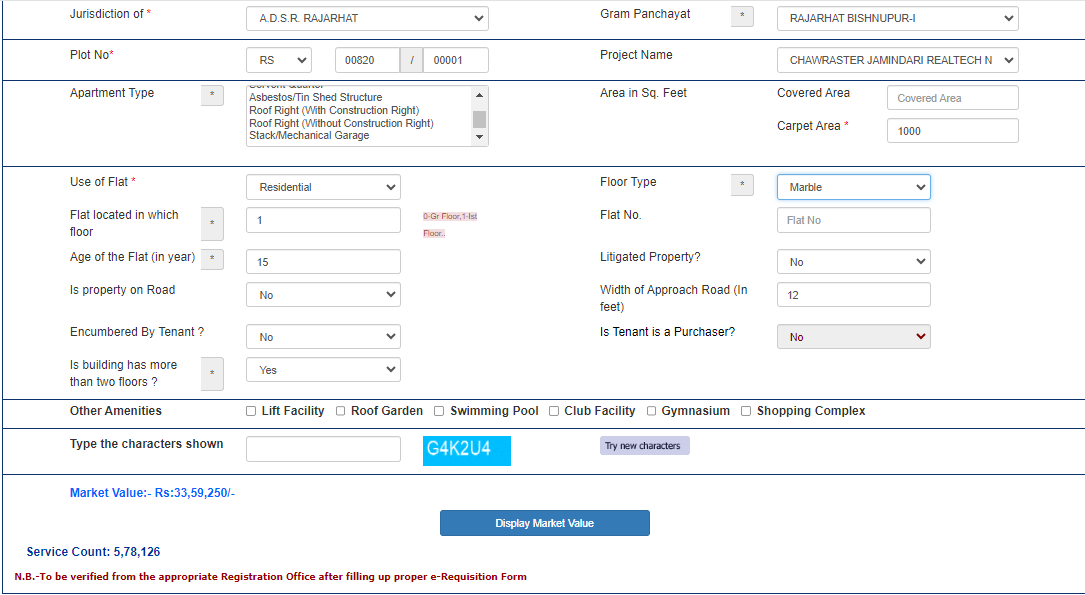 Jurisdiction of * A.D.S.R. RAJARHAT Gram Panchayat * RAJARHAT BISHNUPUR-I
Plot No* RS 00820 / 00001 Project Name CHAWRASTER JAMINDARI REALTECH N
Apartment Type * Area in Sq. Feet Covered Area Covered Area
Asbestos/Tin Shed Structure
Roof Right (With Construction Right)
Roof Right (Without Construction Right)
Stack/Mechanical Garage
Carpet Area * 1000
Use of Flat * Residential Floor Type * Marble
Flat located in which floor * 1 0-Gr Floor,1-Ist Floor.. Flat No. Flat No
Age of the Flat (in year) * 15 Litigated Property? No
Is property on Road No Width of Approach Road (In feet) 12
Encumbered By Tenant ? No Is Tenant is a Purchaser? No
Is building has more than two floors ? * Yes
Other Amenities Lift Facility Roof Garden Swimming Pool Club Facility Gymnasium Shopping Complex
Type the characters shown G4K2U4 Try new characters
Market Value:- Rs:33,59,250/-
Display Market Value
Service Count: 5,78,126
N.B.-To be verified from the appropriate Registration Office after filling up proper e-Requisition Form